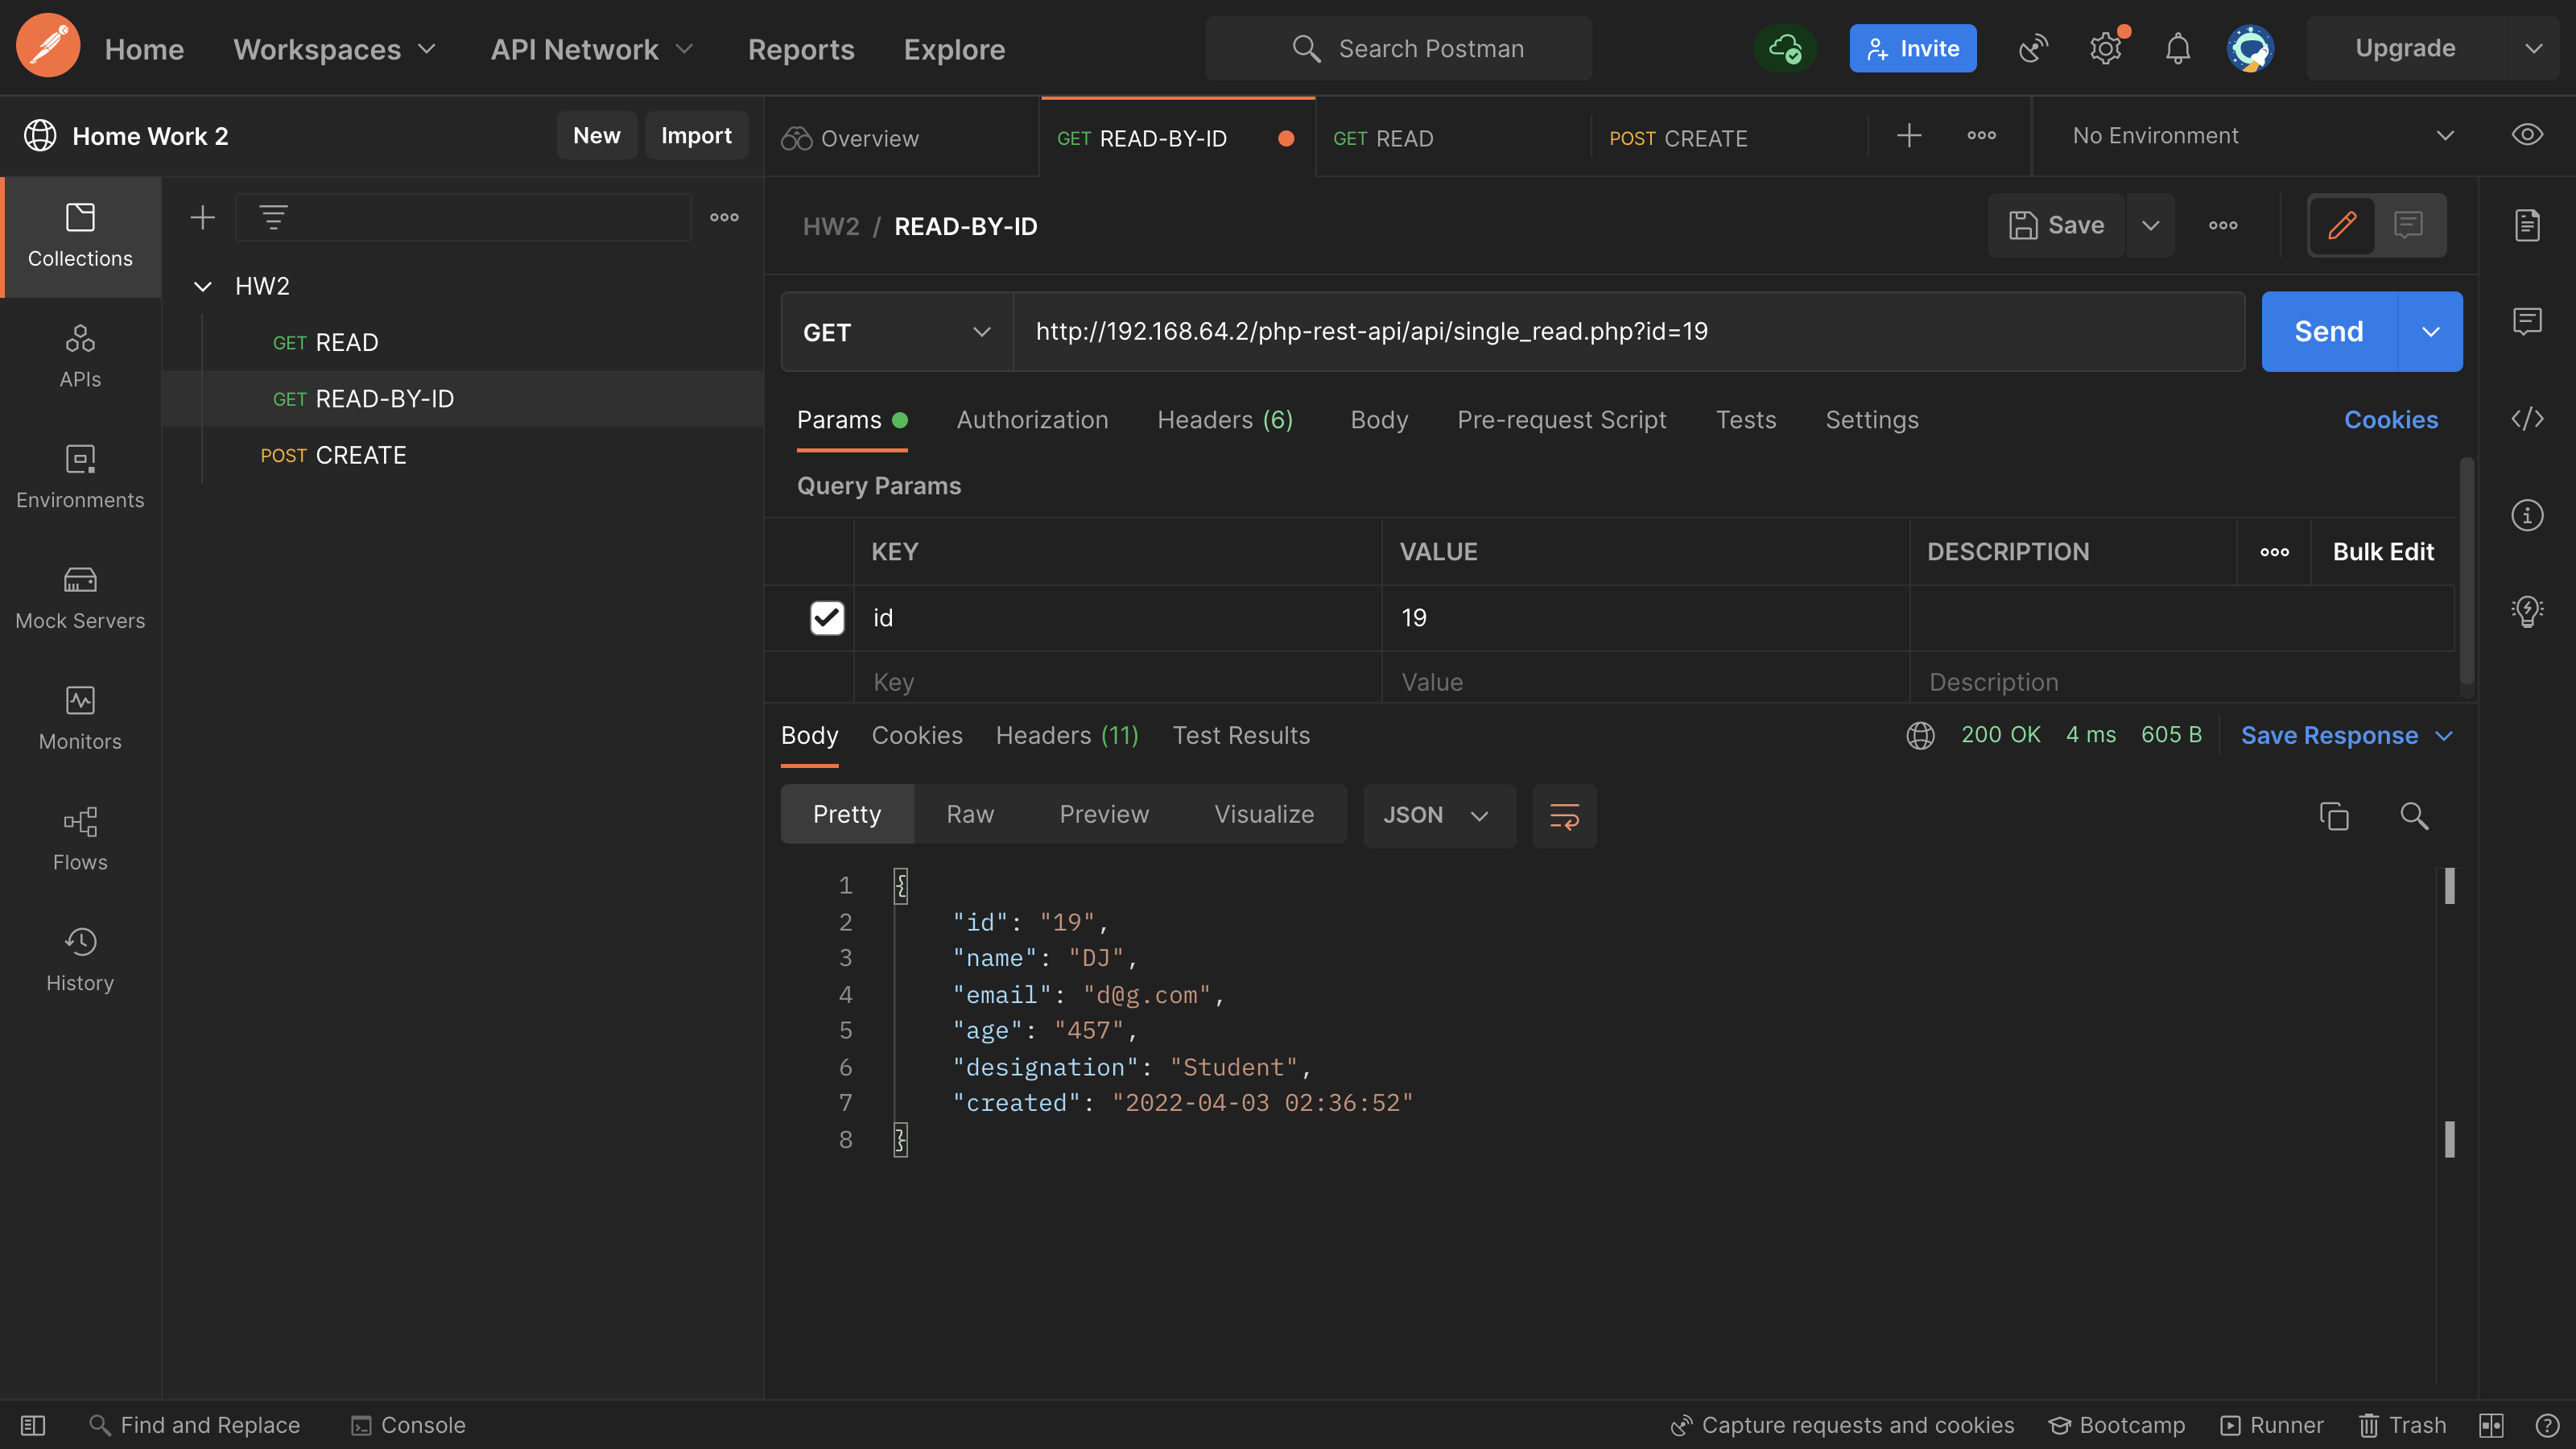 Home Workspaces API Network Reports Explore Search Postman Invite Upgrade
Home Work 2 New Import
Overview GET READ-BY-ID GET READ POST CREATE No Environment
Collections
APIs
Environments
Mock Servers
Monitors
Flows
History
HW2
GET READ
GET READ-BY-ID
POST CREATE
HW2 / READ-BY-ID Save
GET http://192.168.64.2/php-rest-api/api/single_read.php?id=19 Send
Params Authorization Headers (6) Body Pre-request Script Tests Settings Cookies
Query Params
KEY VALUE DESCRIPTION Bulk Edit
id 19
Key Value Description
Body Cookies Headers (11) Test Results 200 OK 4 ms 605 B Save Response
Pretty Raw Preview Visualize JSON
1 {
2 "id": "19",
3 "name": "DJ",
4 "email": "d@g.com",
5 "age": "457",
6 "designation": "Student",
7 "created": "2022-04-03 02:36:52"
8 }
Find and Replace Console Capture requests and cookies Bootcamp Runner Trash